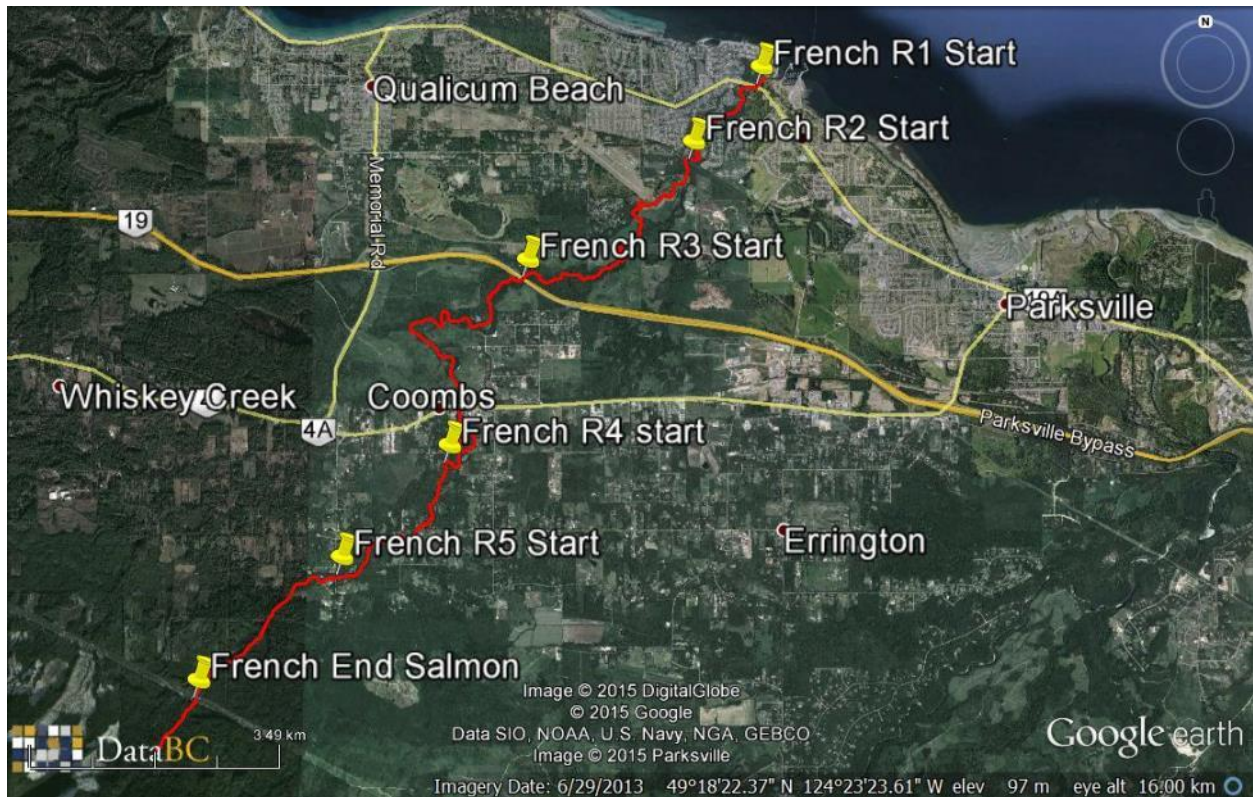 N
French R1 Start
Qualicum Beach
French R2 Start
Memorial Rd
19
French R3 Start
Parksville
Whiskey Creek
Coombs
4A
French R4 start
Parksville Bypass
French R5 Start
Errington
French End Salmon
Image © 2015 DigitalGlobe
© 2015 Google
Data SIO, NOAA, U.S. Navy, NGA, GEBCO
Image © 2015 Parksville
3.49 km
DataBC
Google earth
Imagery Date: 6/29/2013 49°18'22.37" N 124°23'23.61" W elev 97 m eye alt 16.00 km